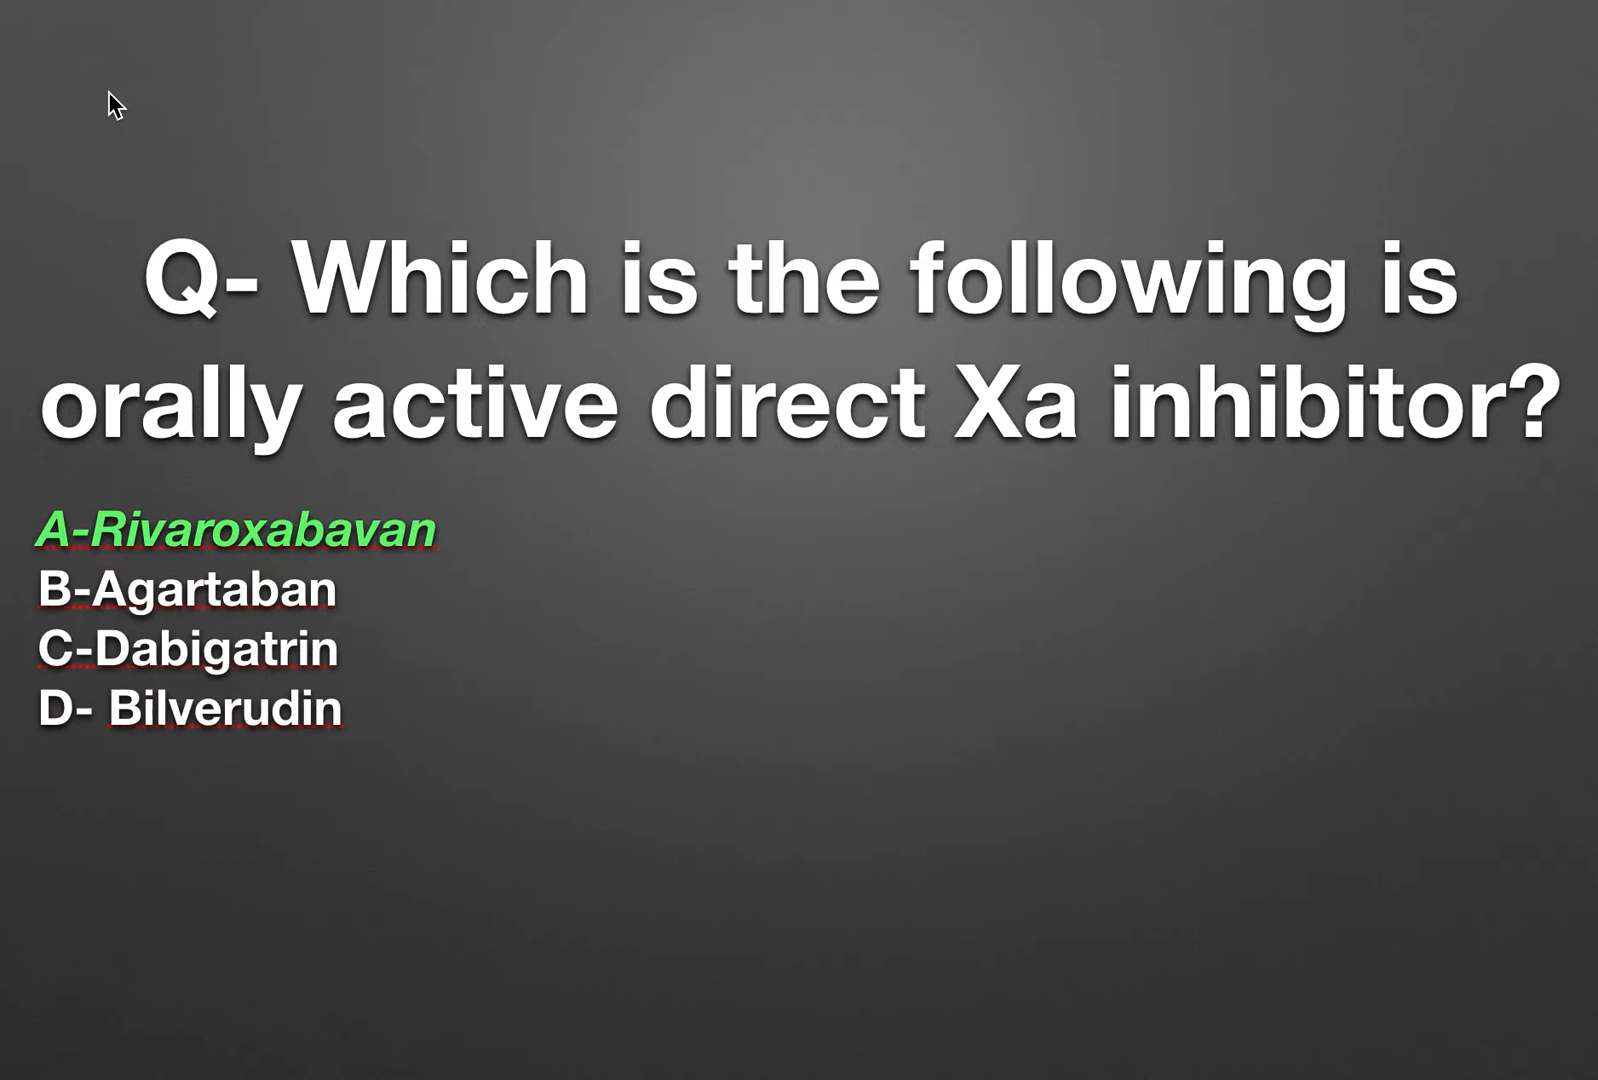 Q- Which is the following is
orally active direct Xa inhibitor?
A-Rivaroxabavan
B-Agartaban
C-Dabigatrin
D- Bilverudin